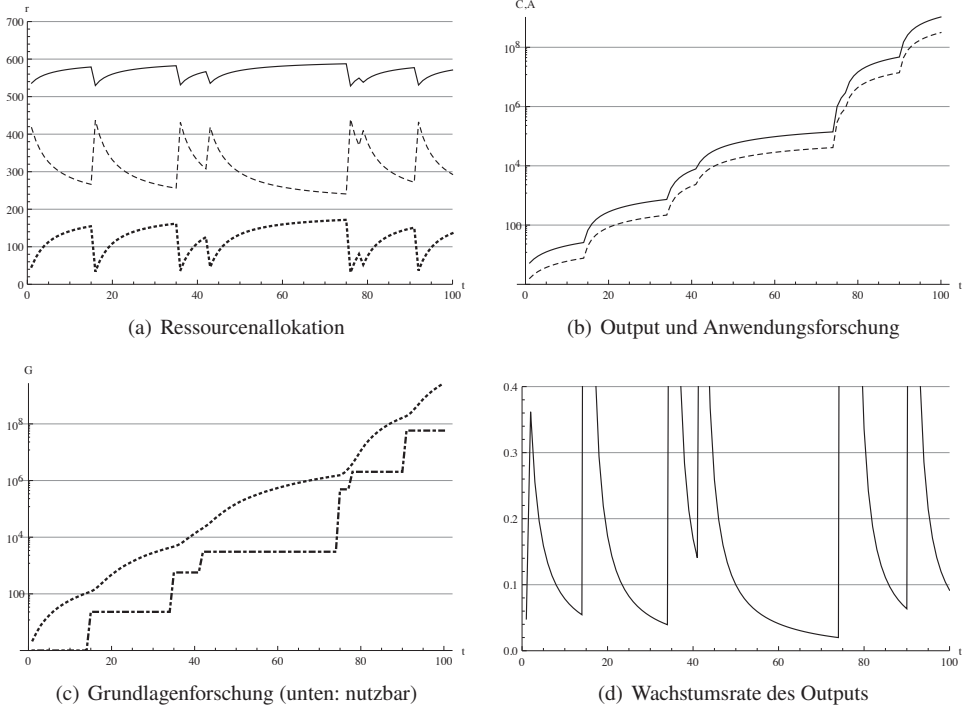 r
700
600
500
400
300
200
100
0
0 20 40 60 80 100 t
(a) Ressourcenallokation
C,A
10^8
10^6
10^4
100
0 20 40 60 80 100 t
(b) Output und Anwendungsforschung
G
10^8
10^6
10^4
100
0 20 40 60 80 100 t
(c) Grundlagenforschung (unten: nutzbar)
0.4
0.3
0.2
0.1
0.0
0 20 40 60 80 100 t
(d) Wachstumsrate des Outputs